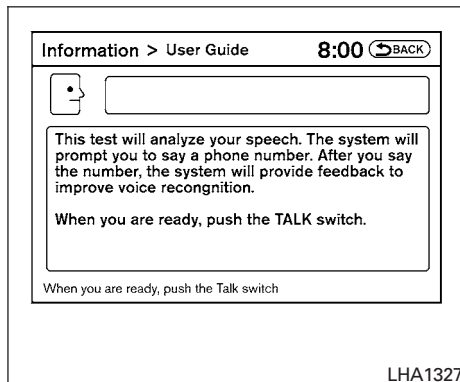 Information > User Guide 8:00 BACK
This test will analyze your speech. The system will
prompt you to say a phone number. After you say
the number, the system will provide feedback to
improve voice recongnition.
When you are ready, push the TALK switch.
When you are ready, push the Talk switch
LHA1327